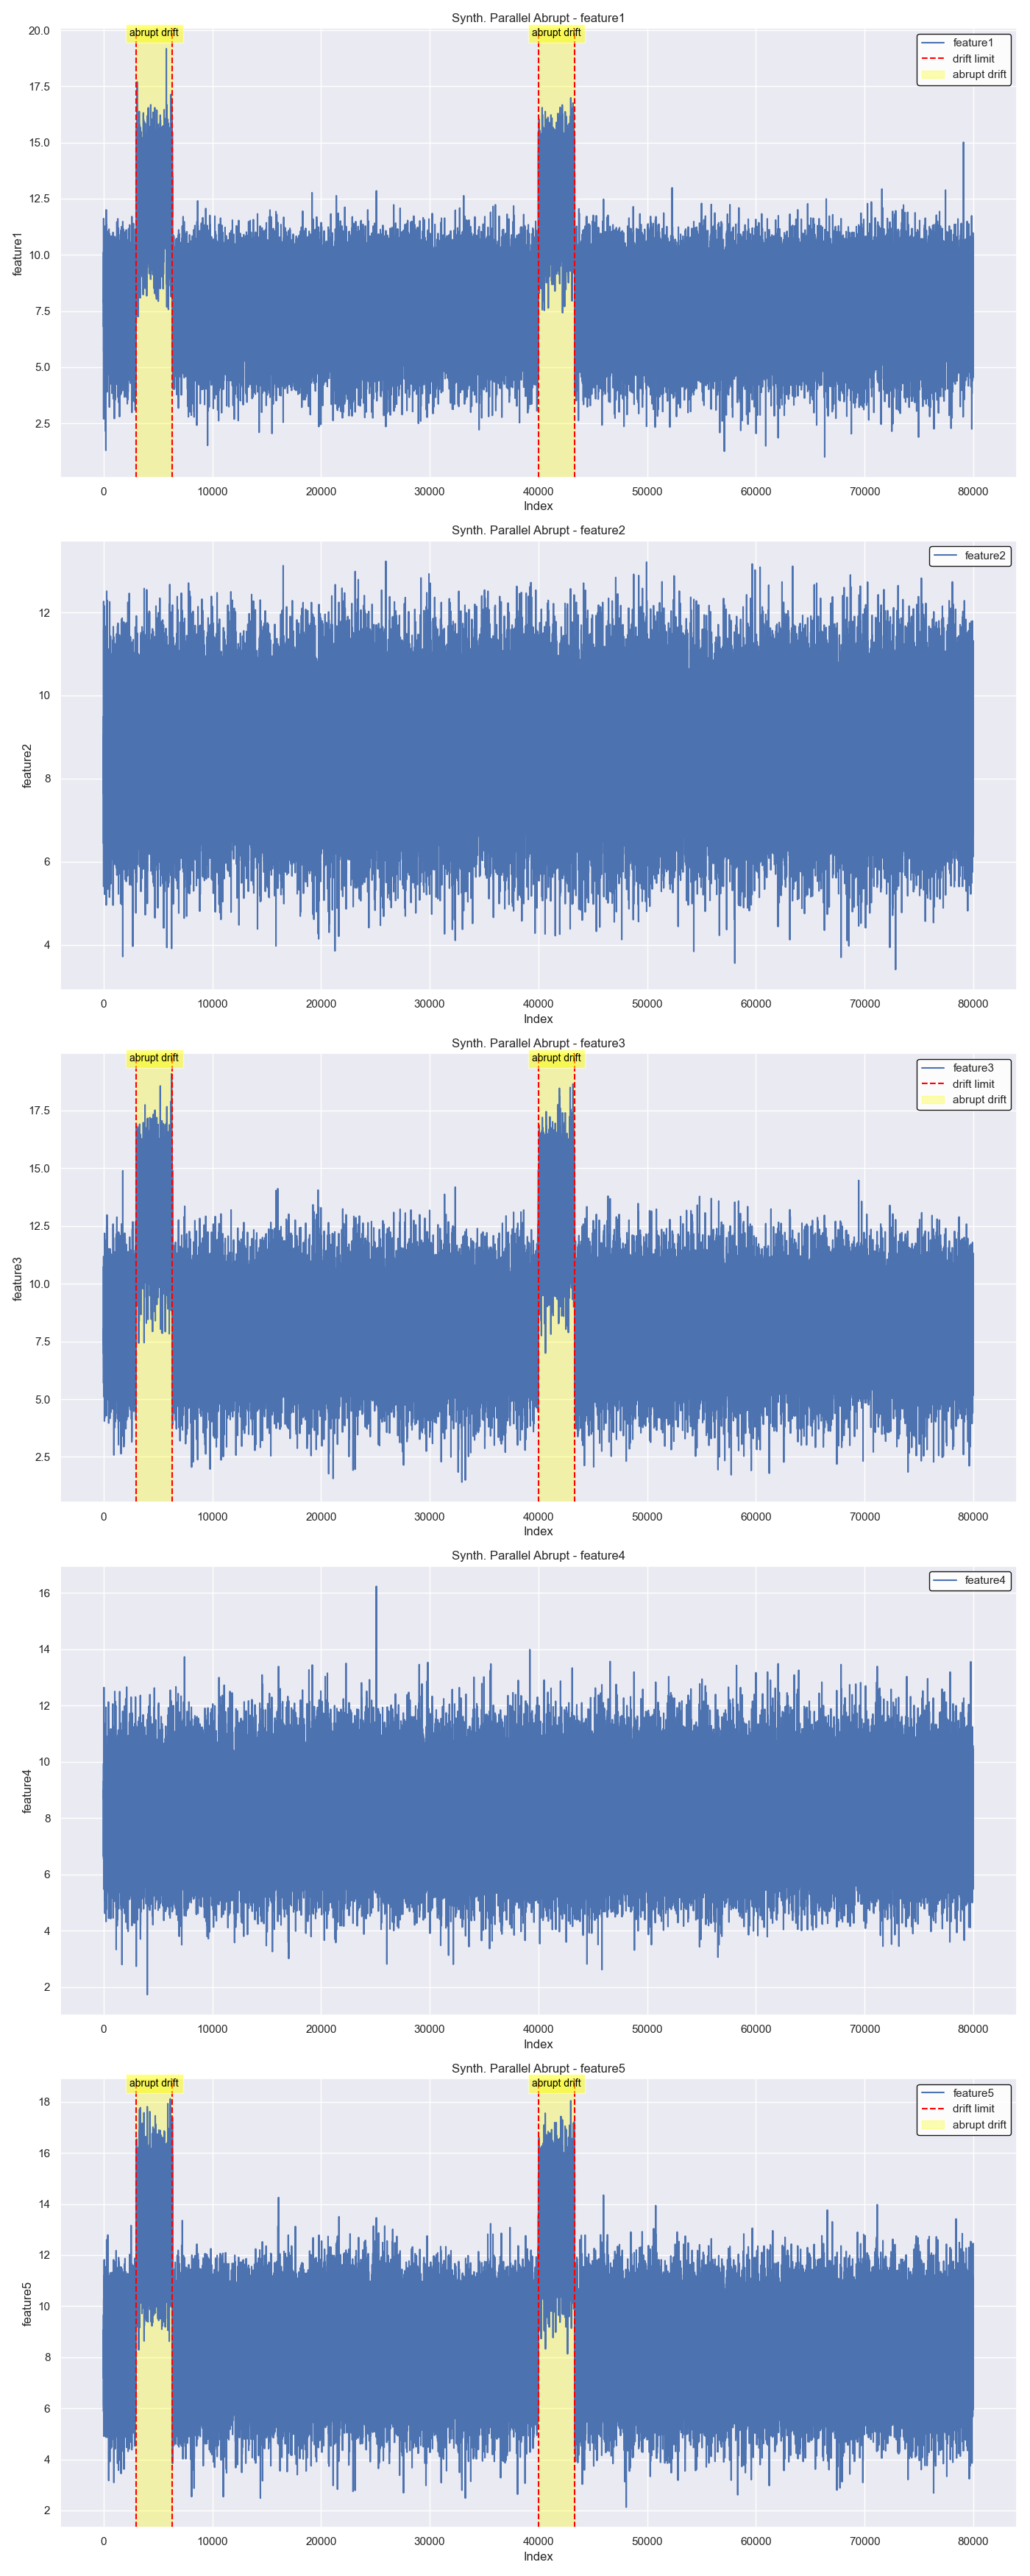 Synth. Parallel Abrupt - feature1
abrupt drift
abrupt drift
feature1
drift limit
abrupt drift
20.0
17.5
15.0
12.5
10.0
7.5
5.0
2.5
feature1
0 10000 20000 30000 40000 50000 60000 70000 80000
Index
Synth. Parallel Abrupt - feature2
feature2
12
10
8
6
4
feature2
0 10000 20000 30000 40000 50000 60000 70000 80000
Index
Synth. Parallel Abrupt - feature3
abrupt drift
abrupt drift
feature3
drift limit
abrupt drift
17.5
15.0
12.5
10.0
7.5
5.0
2.5
feature3
0 10000 20000 30000 40000 50000 60000 70000 80000
Index
Synth. Parallel Abrupt - feature4
feature4
16
14
12
10
8
6
4
2
feature4
0 10000 20000 30000 40000 50000 60000 70000 80000
Index
Synth. Parallel Abrupt - feature5
abrupt drift
abrupt drift
feature5
drift limit
abrupt drift
18
16
14
12
10
8
6
4
2
feature5
0 10000 20000 30000 40000 50000 60000 70000 80000
Index